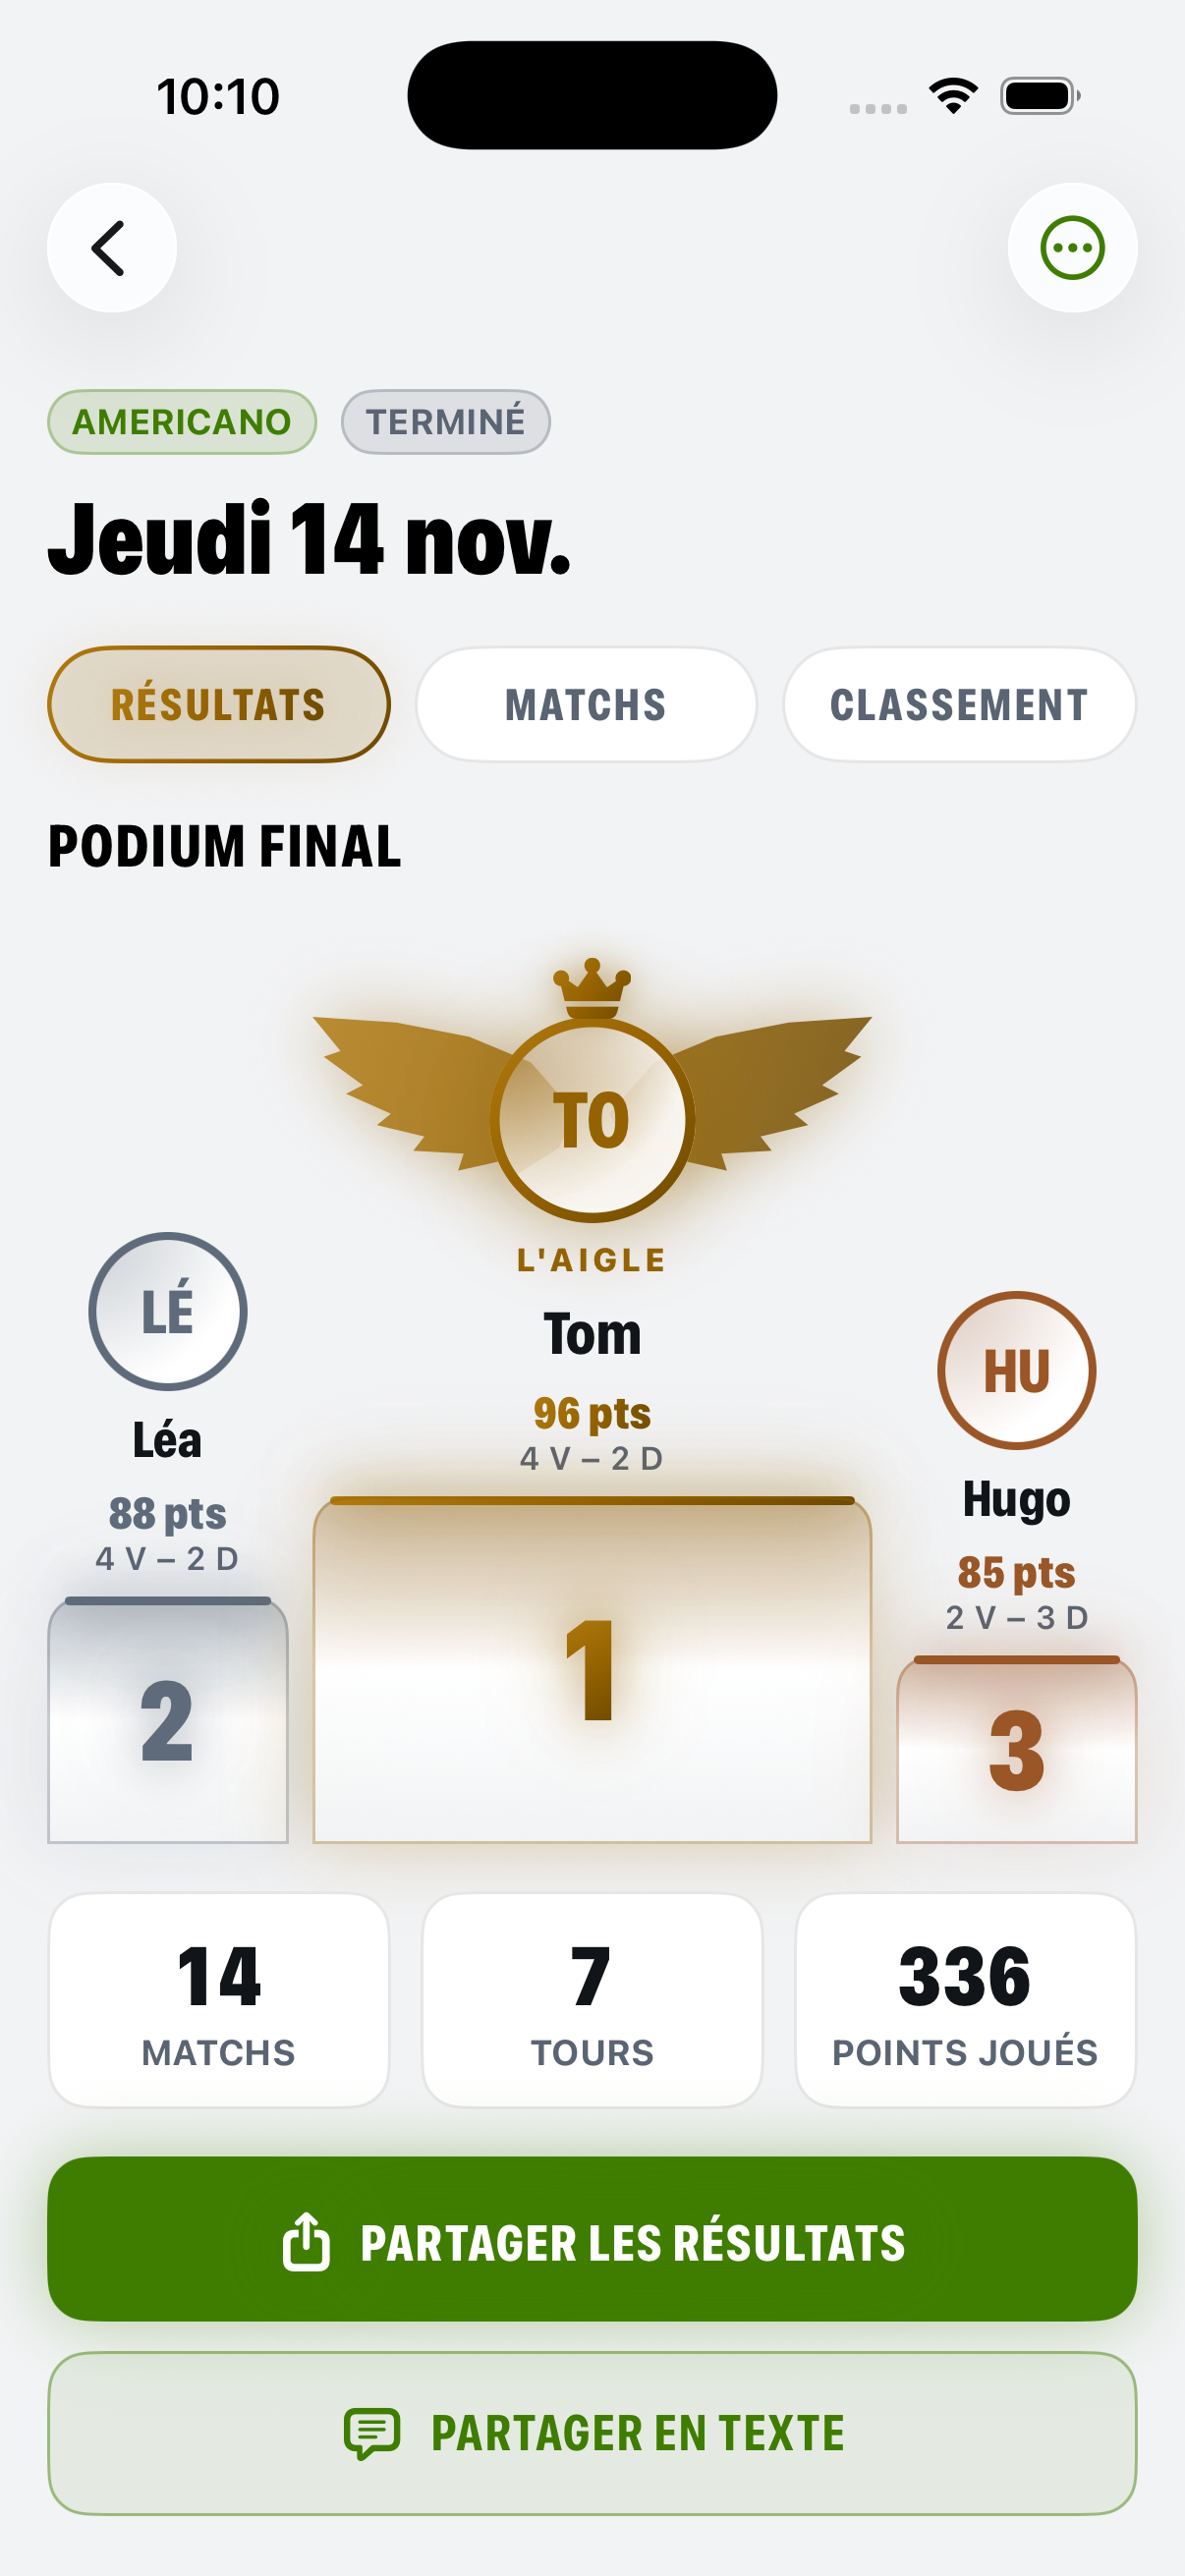 10:10
AMERICANO
TERMINÉ
Jeudi 14 nov.
RÉSULTATS
MATCHS
CLASSEMENT
PODIUM FINAL
TO
L'AIGLE
Tom
96 pts
4 V – 2 D
1
LÉ
Léa
88 pts
4 V – 2 D
2
HU
Hugo
85 pts
2 V – 3 D
3
14
MATCHS
7
TOURS
336
POINTS JOUÉS
PARTAGER LES RÉSULTATS
PARTAGER EN TEXTE